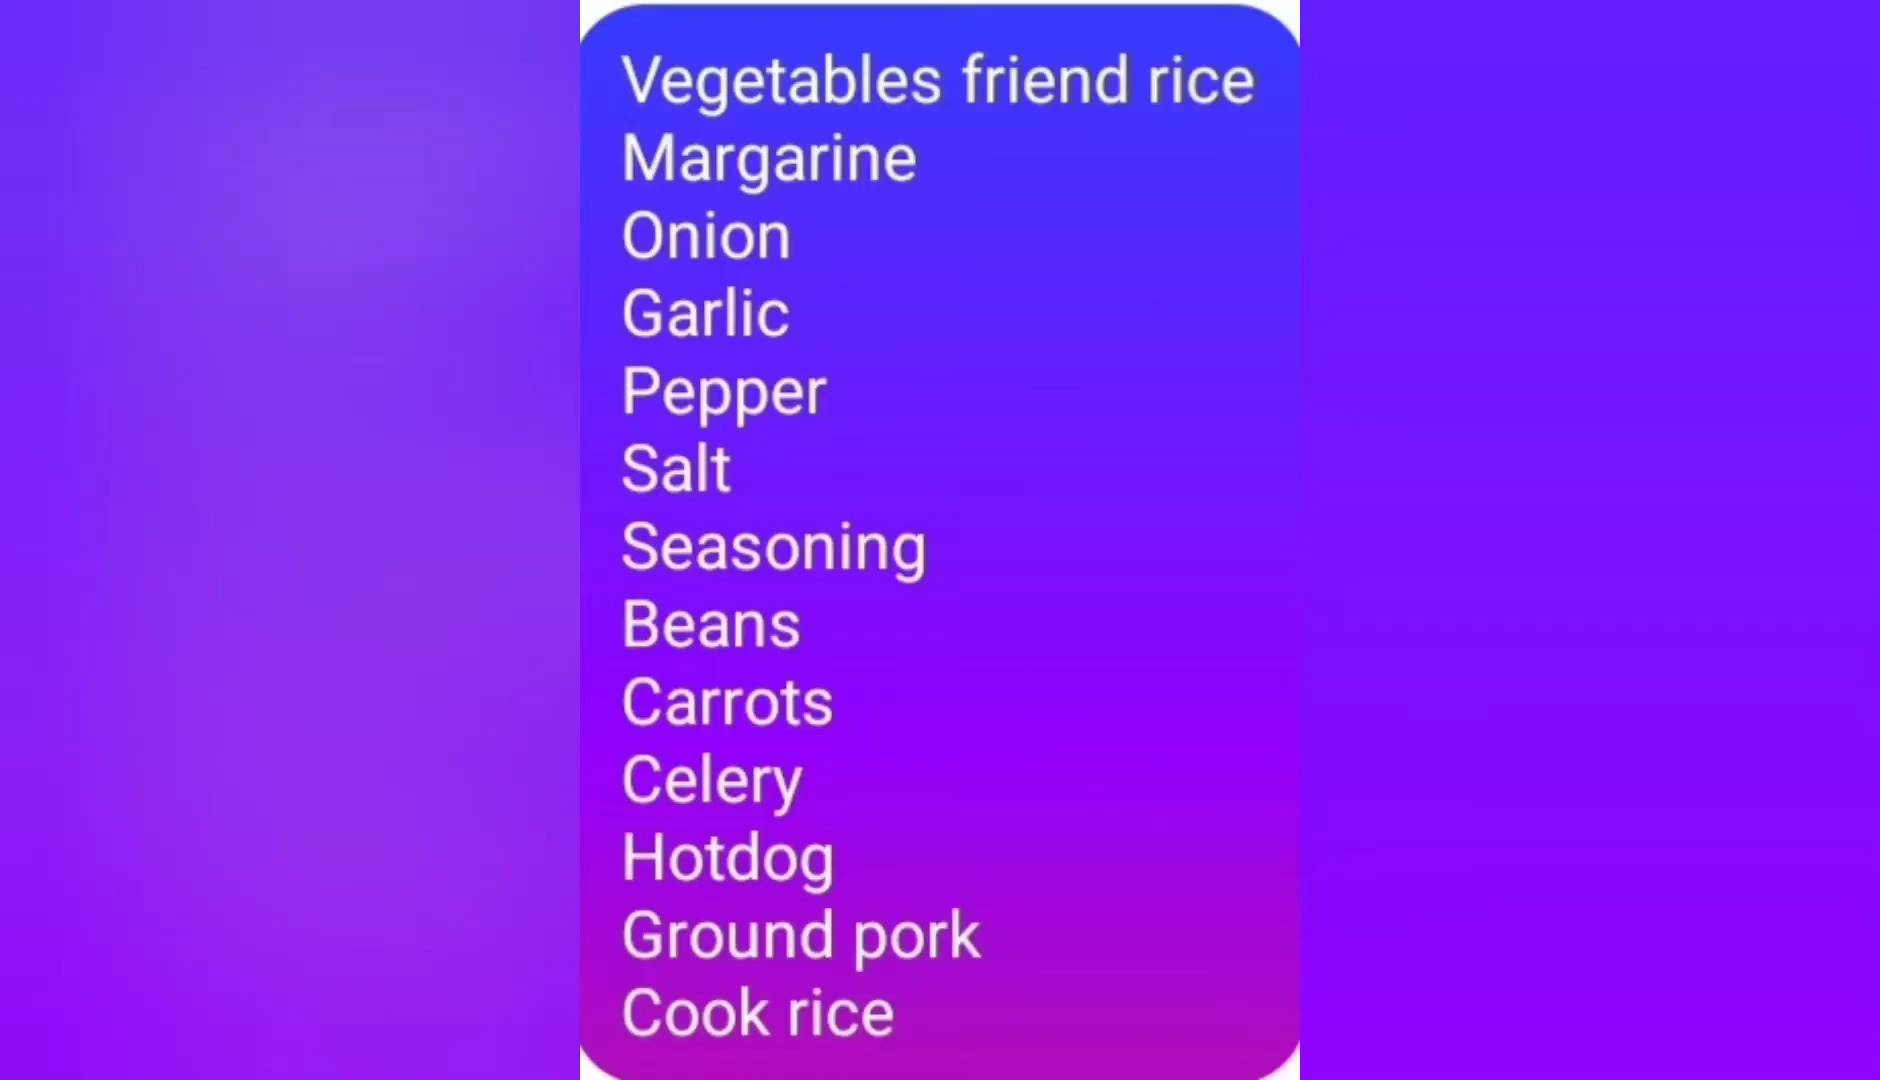 Vegetables friend rice
Margarine
Onion
Garlic
Pepper
Salt
Seasoning
Beans
Carrots
Celery
Hotdog
Ground pork
Cook rice